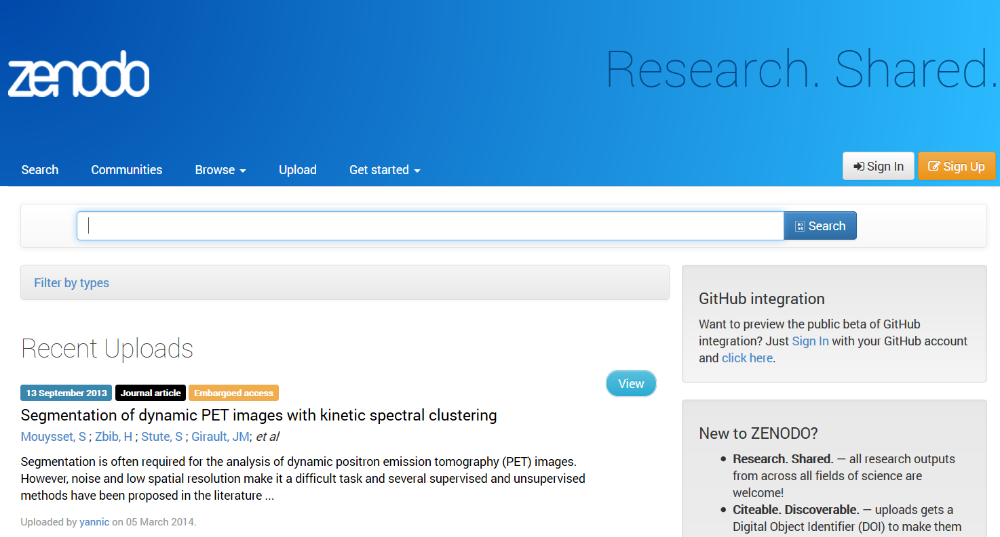 zenodo
Research. Shared.
Search
Communities
Browse
Upload
Get started
Sign In
Sign Up
Search
Filter by types
Recent Uploads
13 September 2013 Journal article Embargoed access
View
Segmentation of dynamic PET images with kinetic spectral clustering
Mouysset, S ; Zbib, H ; Stute, S ; Girault, JM; et al
Segmentation is often required for the analysis of dynamic positron emission tomography (PET) images.
However, noise and low spatial resolution make it a difficult task and several supervised and unsupervised
methods have been proposed in the literature ...
Uploaded by yannic on 05 March 2014.
GitHub integration
Want to preview the public beta of GitHub
integration? Just Sign In with your GitHub account
and click here.
New to ZENODO?
• Research. Shared. — all research outputs
from across all fields of science are
welcome!
• Citeable. Discoverable. — uploads gets a
Digital Object Identifier (DOI) to make them